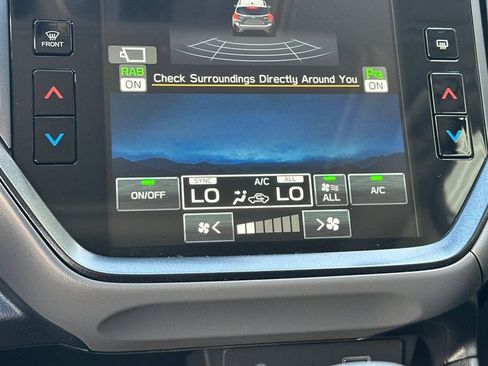 FRONT
RAB
ON
Check Surroundings Directly Around You
ON
SYNC A/C ALL
ON/OFF
LO
LO
ALL
A/C